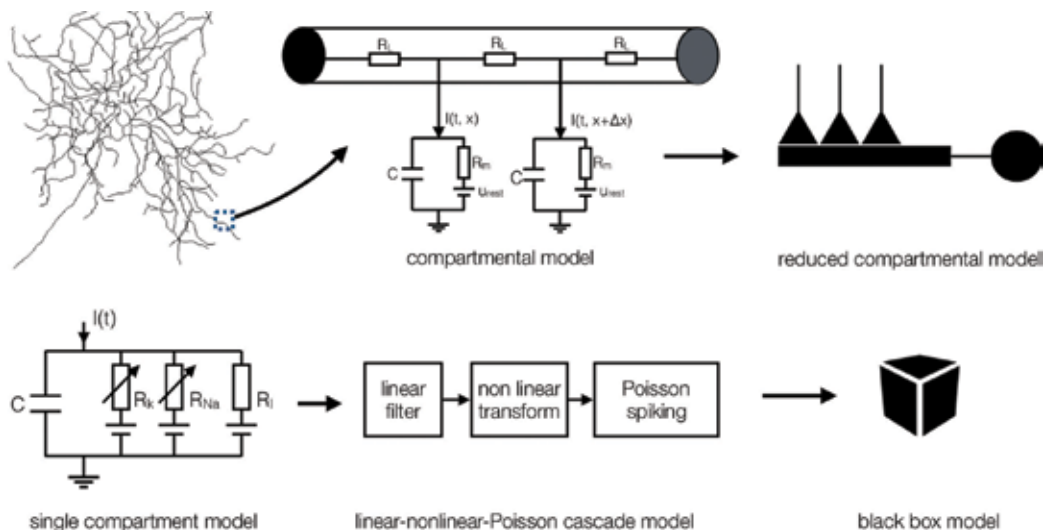 R_L R_L R_L
I(t, x) I(t, x+Δx)
C R_m C R_m
u_rest u_rest
compartmental model
reduced compartmental modell
I(t)
C R_k R_Na R_l
linear filter
non linear transform
Poisson spiking
single compartment model
linear-nonlinear-Poisson cascade model
black box model